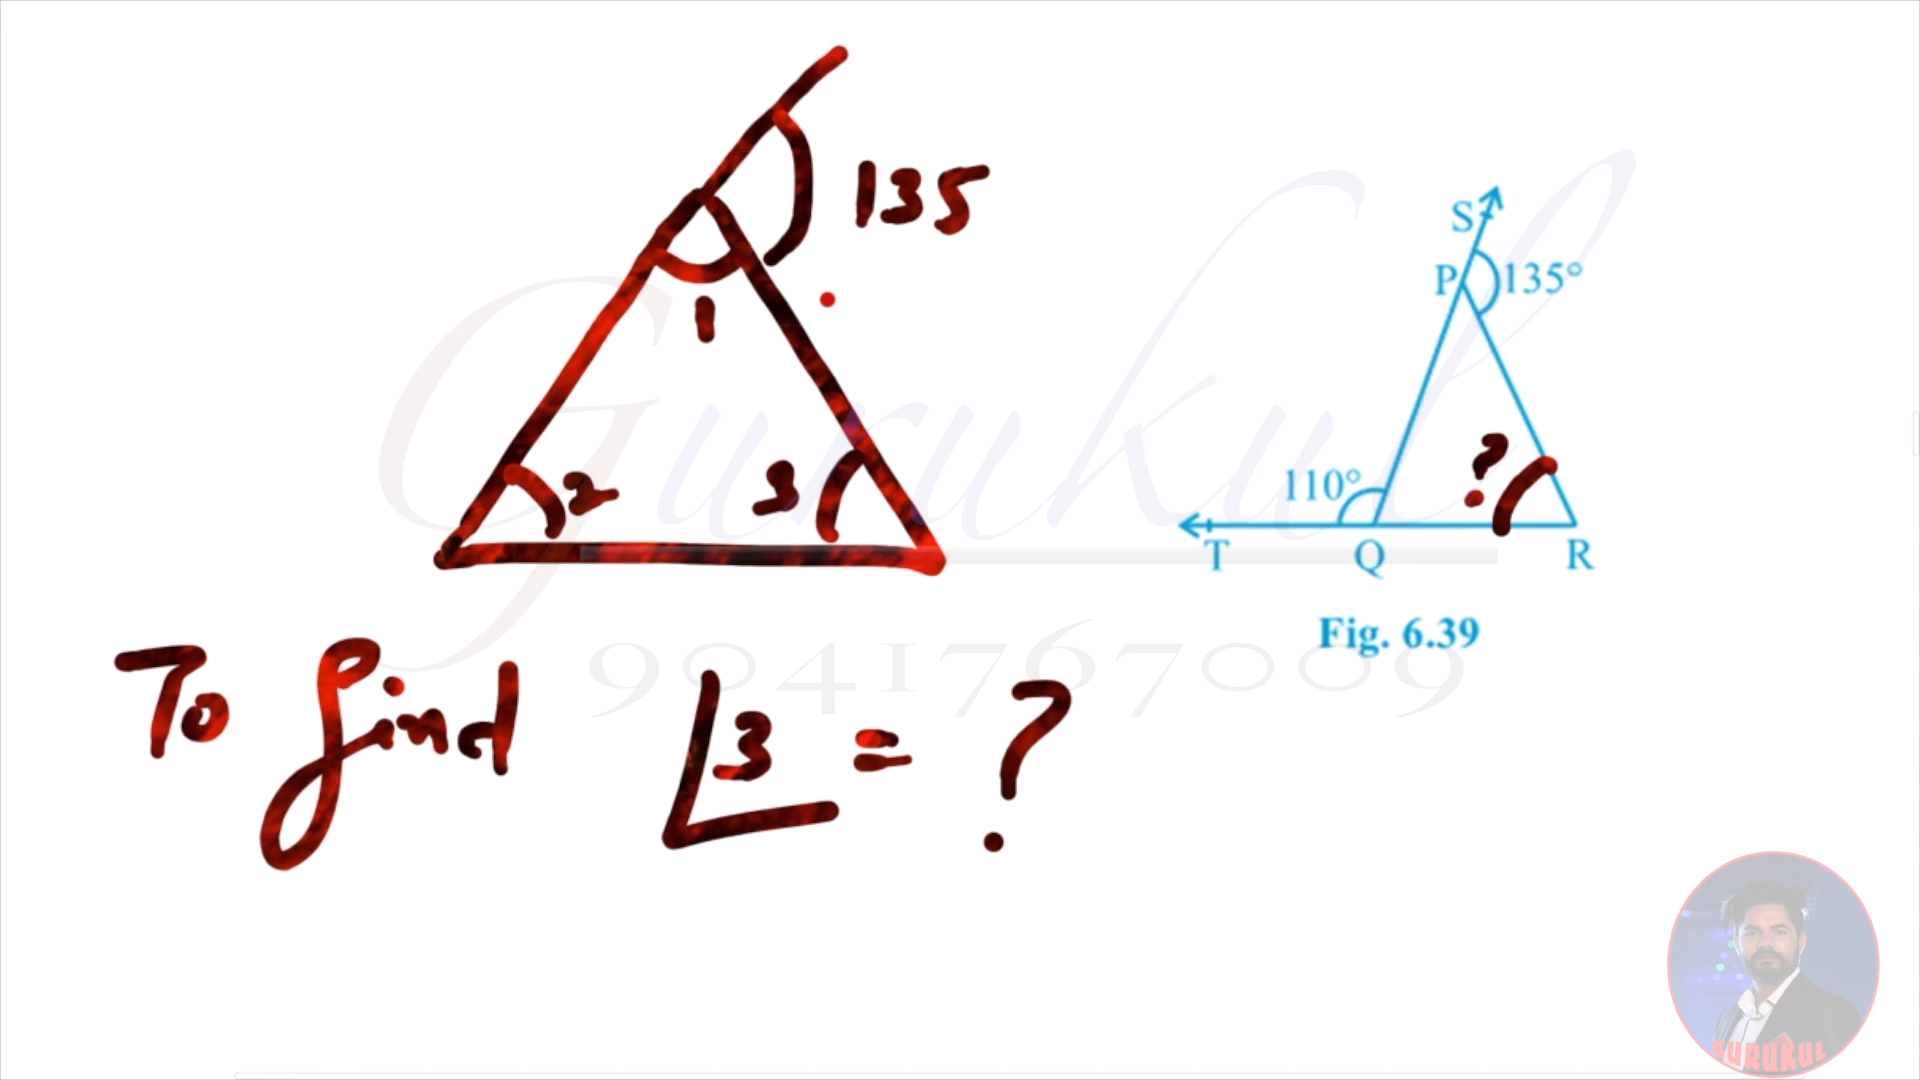 135
1
2
3
To find ∠3 = ?
S
P
135°
110°
?
T
Q
R
Fig. 6.39
Gurukul
9041767009
GURUKUL